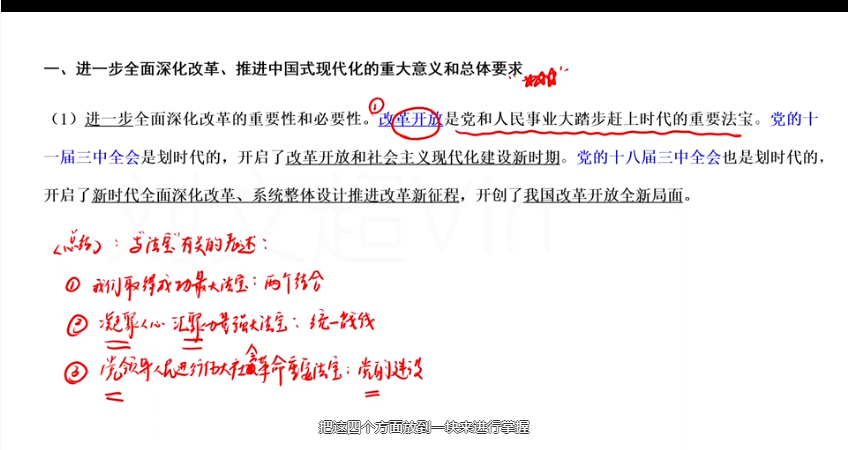 一、进一步全面深化改革、推进中国式现代化的重大意义和总体要求
①
（1）进一步全面深化改革的重要性和必要性。改革开放是党和人民事业大踏步赶上时代的重要法宝。党的十
一届三中全会是划时代的，开启了改革开放和社会主义现代化建设新时期。党的十八届三中全会也是划时代的，
开启了新时代全面深化改革、系统整体设计推进改革新征程，开创了我国改革开放全新局面。
〈总结〉：与"法宝"有关的表述：
① 我们取得成功最大法宝：两个结合
② 凝聚人心 汇聚力量强大法宝：统一战线
③ 党领导人民进行伟大社会革命重要法宝：党的建设
把这四个方面放到一块来进行掌握